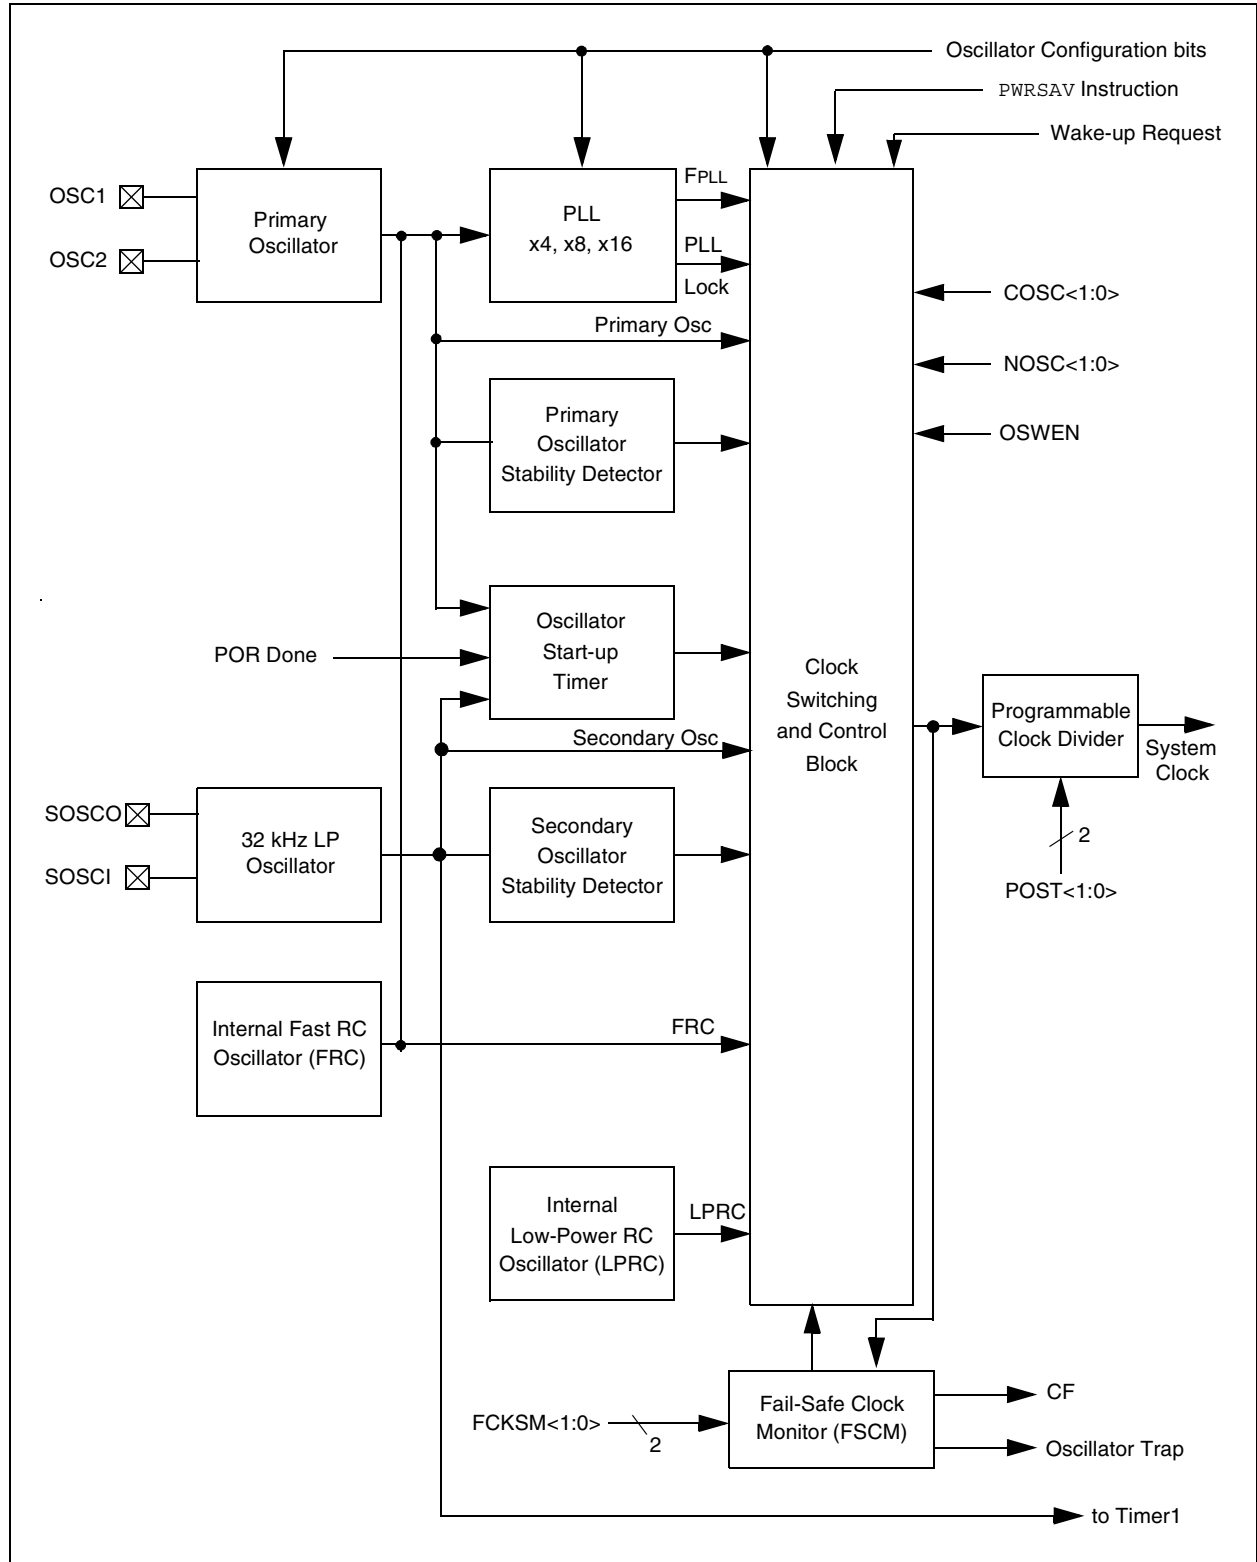 Oscillator Configuration bits
PWRSAV Instruction
Wake-up Request
OSC1
OSC2
Primary
Oscillator
PLL
x4, x8, x16
FPLL
PLL
Lock
COSC<1:0>
Primary Osc
NOSC<1:0>
Primary
Oscillator
Stability Detector
OSWEN
POR Done
Oscillator
Start-up
Timer
Clock
Switching
and Control
Block
Programmable
Clock Divider
System
Clock
Secondary Osc
2
POST<1:0>
SOSCO
SOSCI
32 kHz LP
Oscillator
Secondary
Oscillator
Stability Detector
Internal Fast RC
Oscillator (FRC)
FRC
Internal
Low-Power RC
Oscillator (LPRC)
LPRC
FCKSM<1:0>
2
Fail-Safe Clock
Monitor (FSCM)
CF
Oscillator Trap
to Timer1